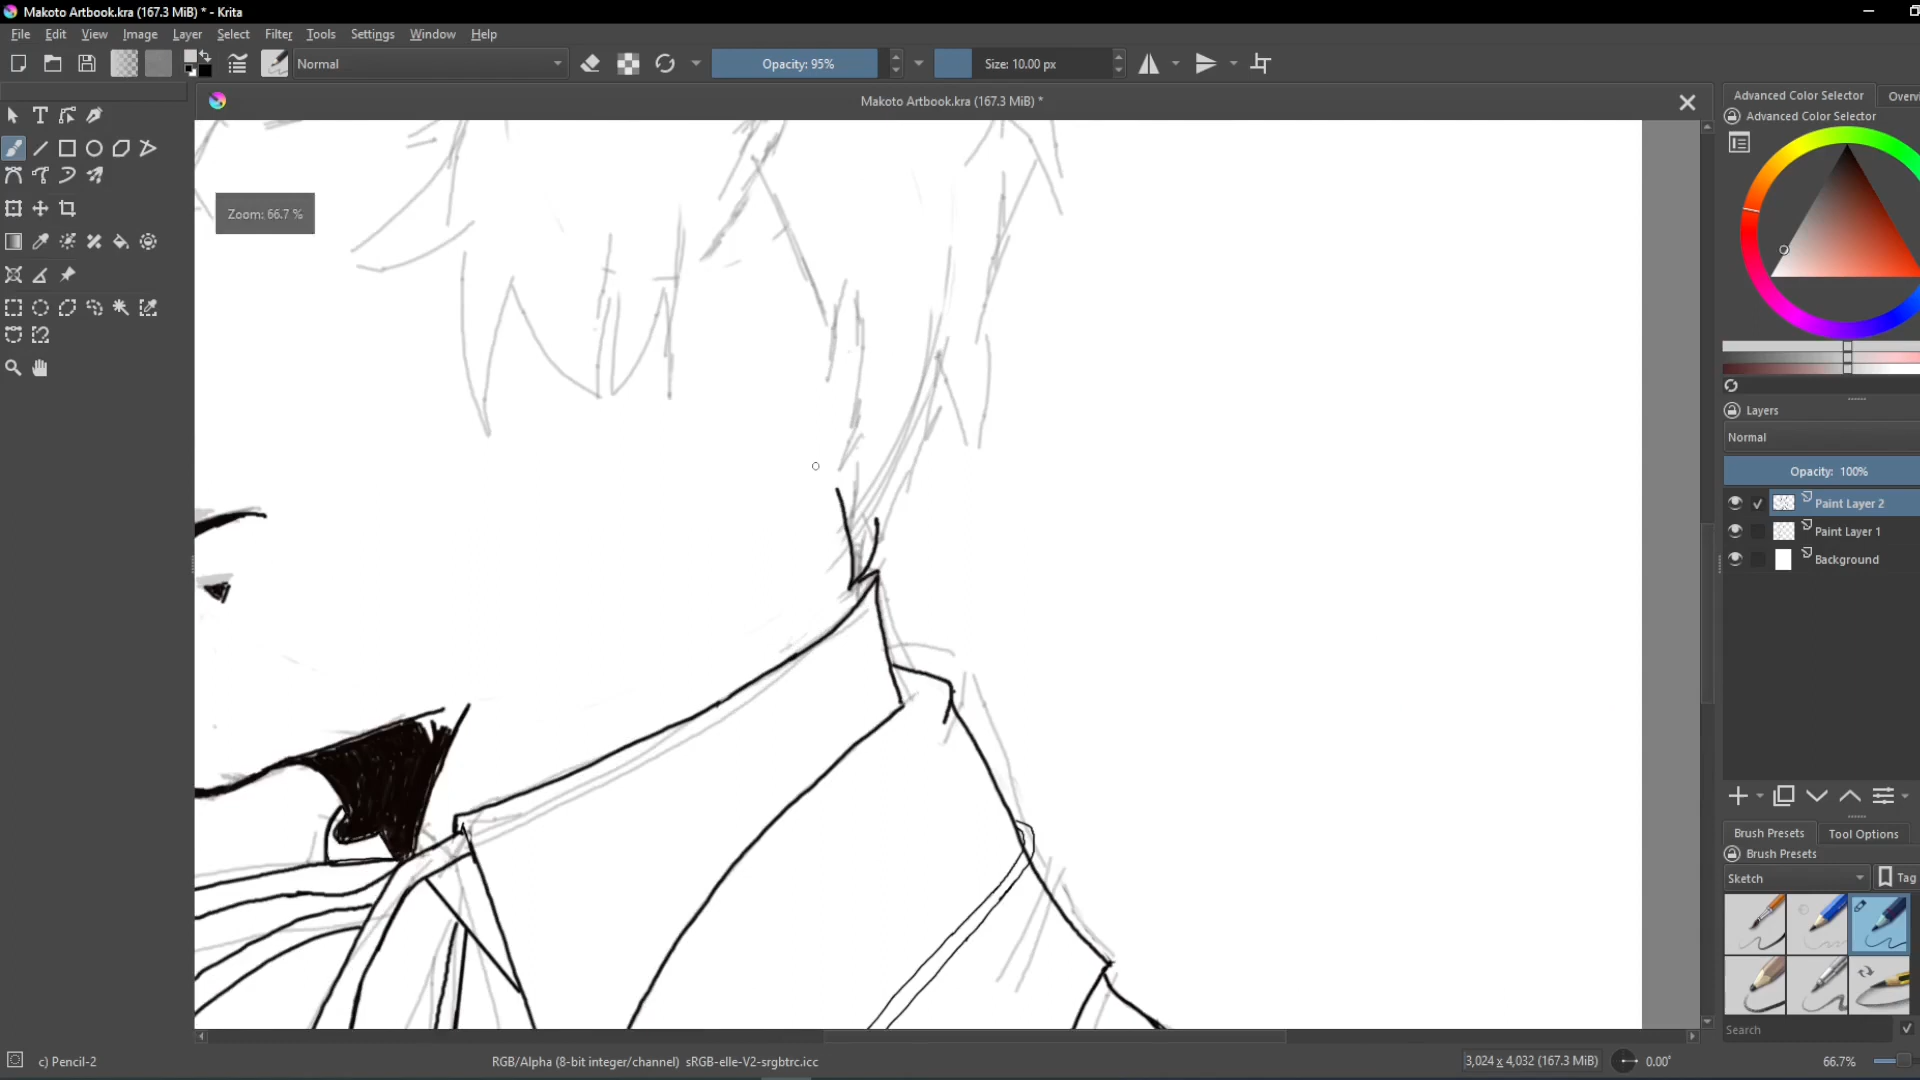 Makoto Artbook.kra (167.3 MiB) * - Krita
File Edit View Image Layer Select Filter Tools Settings Window Help
Normal Opacity: 95% Size: 10.00 px
Makoto Artbook.kra (167.3 MiB) *
Advanced Color Selector Overvi
Advanced Color Selector
Zoom: 66.7 %
Layers
Normal
Opacity: 100%
Paint Layer 2
Paint Layer 1
Background
Brush Presets Tool Options
Brush Presets
Sketch Tag
Search
c) Pencil-2 RGB/Alpha (8-bit integer/channel) sRGB-elle-V2-srgbtrc.icc 3,024 x 4,032 (167.3 MiB) 0.00° 66.7%